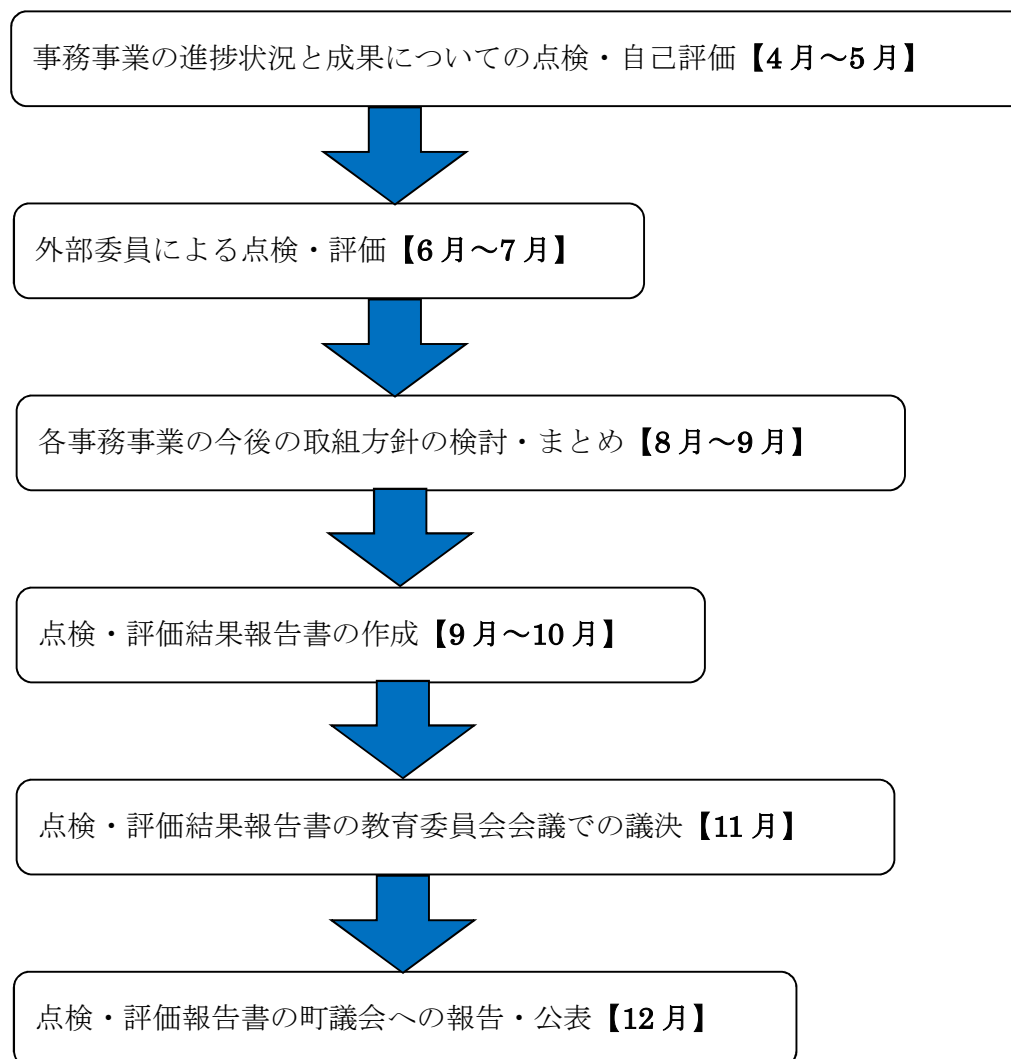 事務事業の進捗状況と成果についての点検・自己評価【4月～5月】
外部委員による点検・評価【6月～7月】
各事務事業の今後の取組方針の検討・まとめ【8月～9月】
点検・評価結果報告書の作成【9月～10月】
点検・評価結果報告書の教育委員会会議での議決【11月】
点検・評価報告書の町議会への報告・公表【12月】